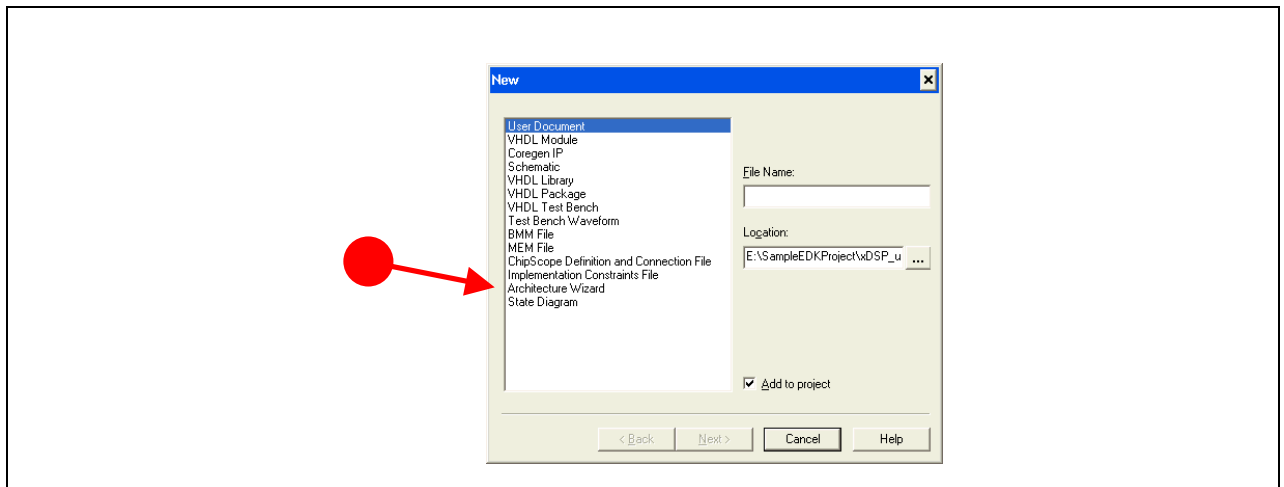 New
User Document
VHDL Module
Coregen IP
Schematic
VHDL Library
VHDL Package
VHDL Test Bench
Test Bench Waveform
BMM File
MEM File
ChipScope Definition and Connection File
Implementation Constraints File
Architecture Wizard
State Diagram
File Name:
Location:
E:\SampleEDKProject\xDSP_u ...
Add to project
< Back Next > Cancel Help